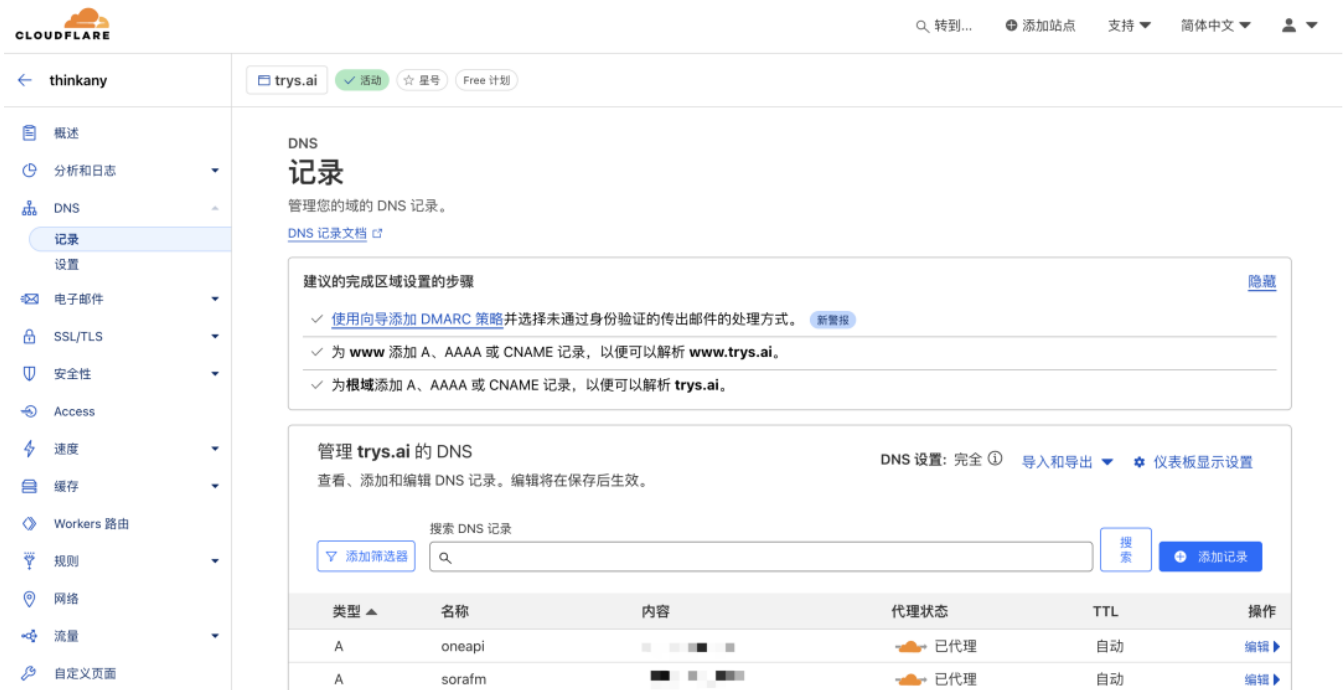 CLOUDFLARE
转到... 添加站点 支持 简体中文
thinkany
trys.ai 活动 星号 Free 计划
概述
分析和日志
DNS
记录
设置
电子邮件
SSL/TLS
安全性
Access
速度
缓存
Workers 路由
规则
网络
流量
自定义页面
DNS
记录
管理您的域的 DNS 记录。
DNS 记录文档
建议的完成区域设置的步骤 隐藏
使用向导添加 DMARC 策略并选择未通过身份验证的传出邮件的处理方式。 新警报
为 www 添加 A、AAAA 或 CNAME 记录，以便可以解析 www.trys.ai。
为根域添加 A、AAAA 或 CNAME 记录，以便可以解析 trys.ai。
管理 trys.ai 的 DNS
查看、添加和编辑 DNS 记录。编辑将在保存后生效。
DNS 设置: 完全 导入和导出 仪表板显示设置
搜索 DNS 记录
添加筛选器 搜索 添加记录
类型 名称 内容 代理状态 TTL 操作
A oneapi 已代理 自动 编辑
A sorafm 已代理 自动 编辑